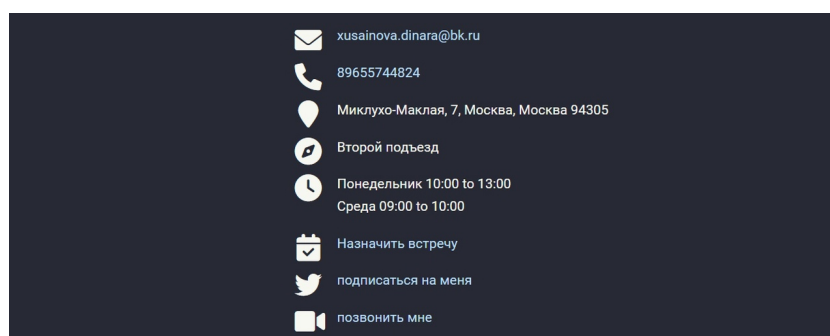 xusainova.dinara@bk.ru
89655744824
Миклухо-Маклая, 7, Москва, Москва 94305
Второй подъезд
Понедельник 10:00 to 13:00
Среда 09:00 to 10:00
Назначить встречу
подписаться на меня
позвонить мне